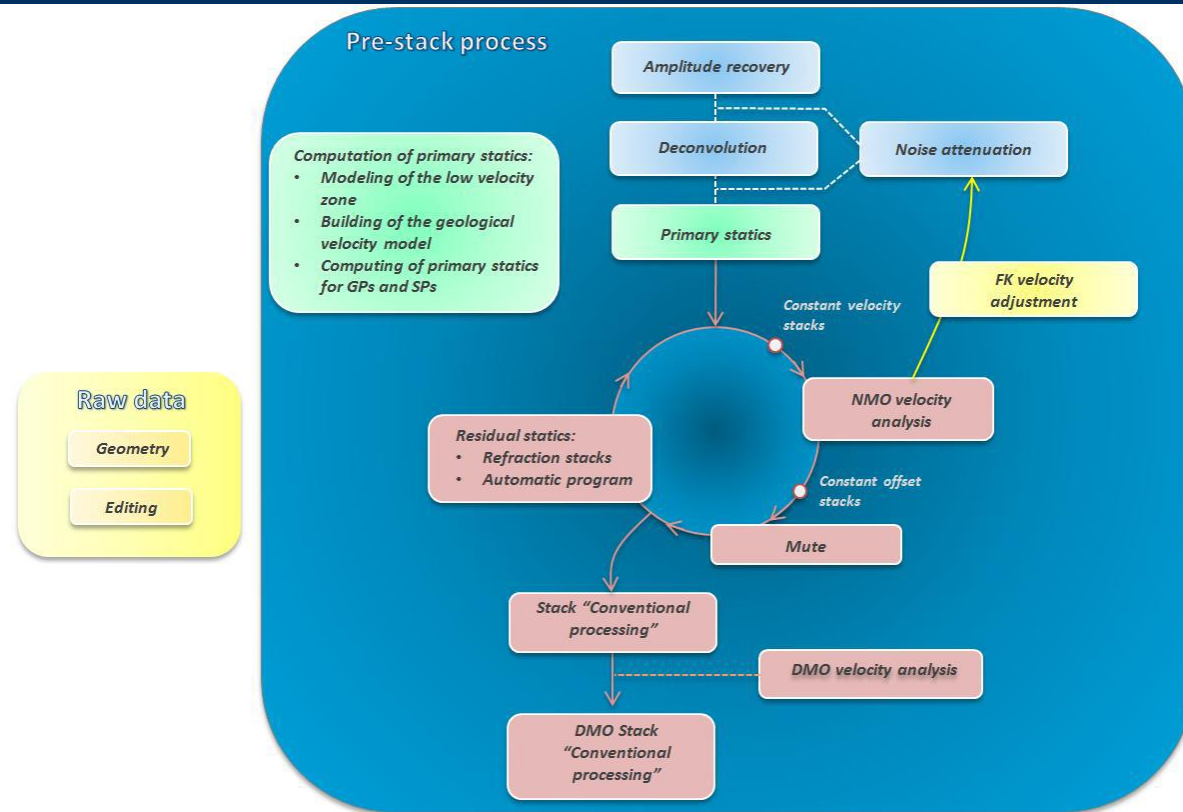 Pre-stack process
Amplitude recovery
Deconvolution
Noise attenuation
Computation of primary statics:
• Modeling of the low velocity
zone
• Building of the geological
velocity model
• Computing of primary statics
for GPs and SPs
Primary statics
FK velocity
adjustment
Constant velocity
stacks
Raw data
Geometry
Editing
NMO velocity
analysis
Residual statics:
• Refraction stacks
• Automatic program
Constant offset
stacks
Mute
Stack “Conventional
processing”
DMO velocity analysis
DMO Stack
“Conventional
processing”